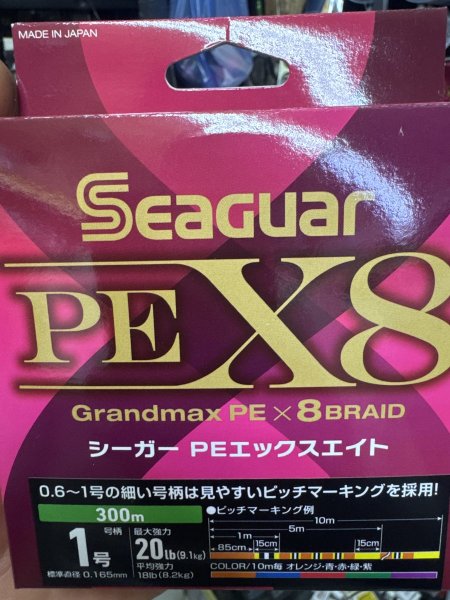 MADE IN JAPAN
Seaguar
PE X8
Grandmax PE × 8 BRAID
シーガー PEエックスエイト
0.6〜1号の細い号柄は見やすいピッチマーキングを採用!
300m
●ピッチマーキング例
10m
5m
1m
85cm
15cm
15cm
号柄
1号
標準直径 0.165mm
最大強力
20lb(9.1kg)
平均強力
18lb(8.2kg)
COLOR/10m毎 オレンジ・青・赤・緑・紫